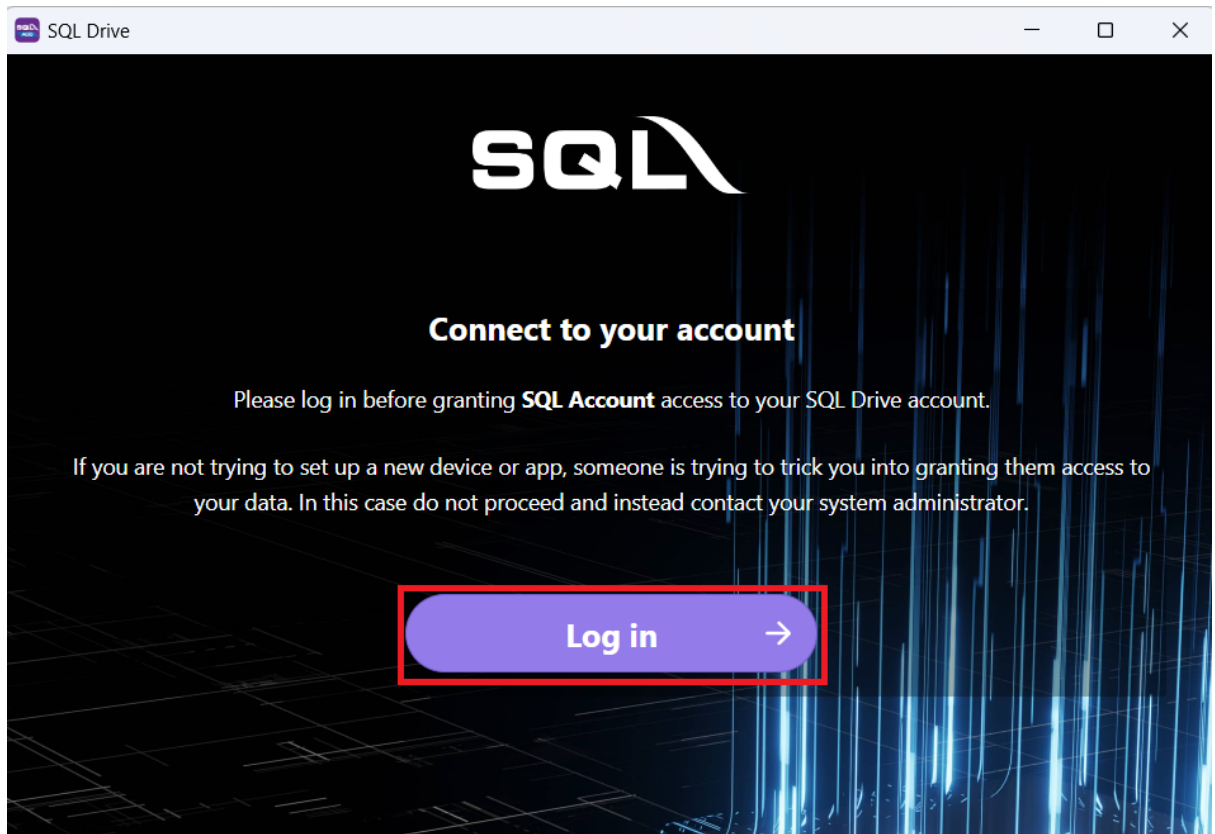 SQL Drive
SQL
Connect to your account
Please log in before granting SQL Account access to your SQL Drive account.
If you are not trying to set up a new device or app, someone is trying to trick you into granting them access to
your data. In this case do not proceed and instead contact your system administrator.
Log in